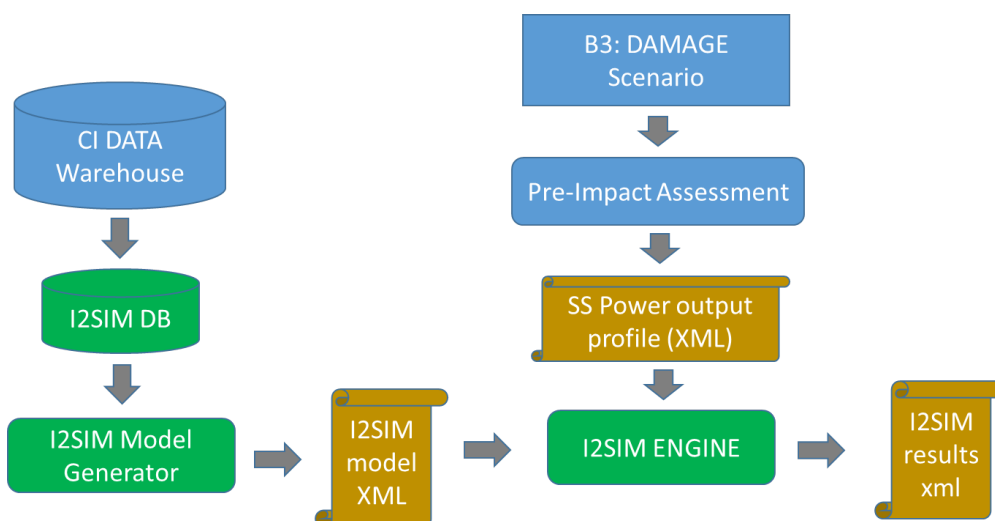 B3: DAMAGE
Scenario
CI DATA
Warehouse
Pre-Impact Assessment
I2SIM DB
SS Power output
profile (XML)
I2SIM Model
Generator
I2SIM
model
XML
I2SIM ENGINE
I2SIM
results
xml